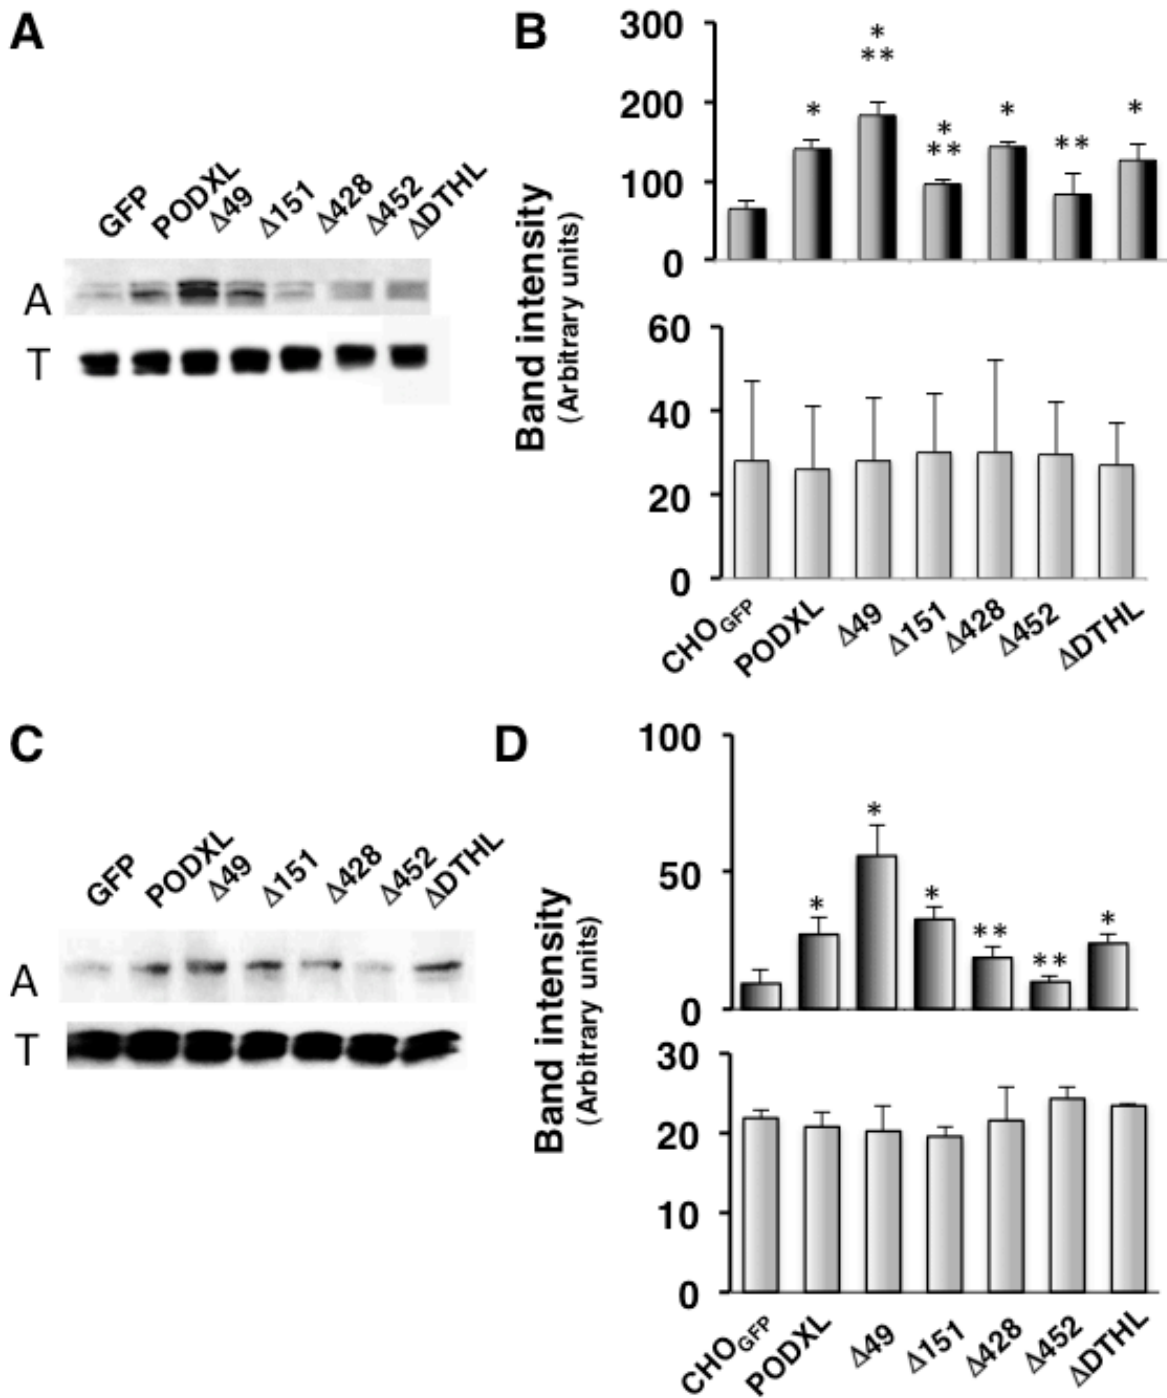 A
GFP PODXL Δ49 Δ151 Δ428 Δ452 ΔDTHL
A
T
B
Band intensity
(Arbitrary units)
300
200
100
0
* * * * *
** ** **
60
40
20
0
CHOGFP PODXL Δ49 Δ151 Δ428 Δ452 ΔDTHL
C
GFP PODXL Δ49 Δ151 Δ428 Δ452 ΔDTHL
A
T
D
Band intensity
(Arbitrary units)
100
50
0
* * * ** ** *
30
20
10
0
CHOGFP PODXL Δ49 Δ151 Δ428 Δ452 ΔDTHL